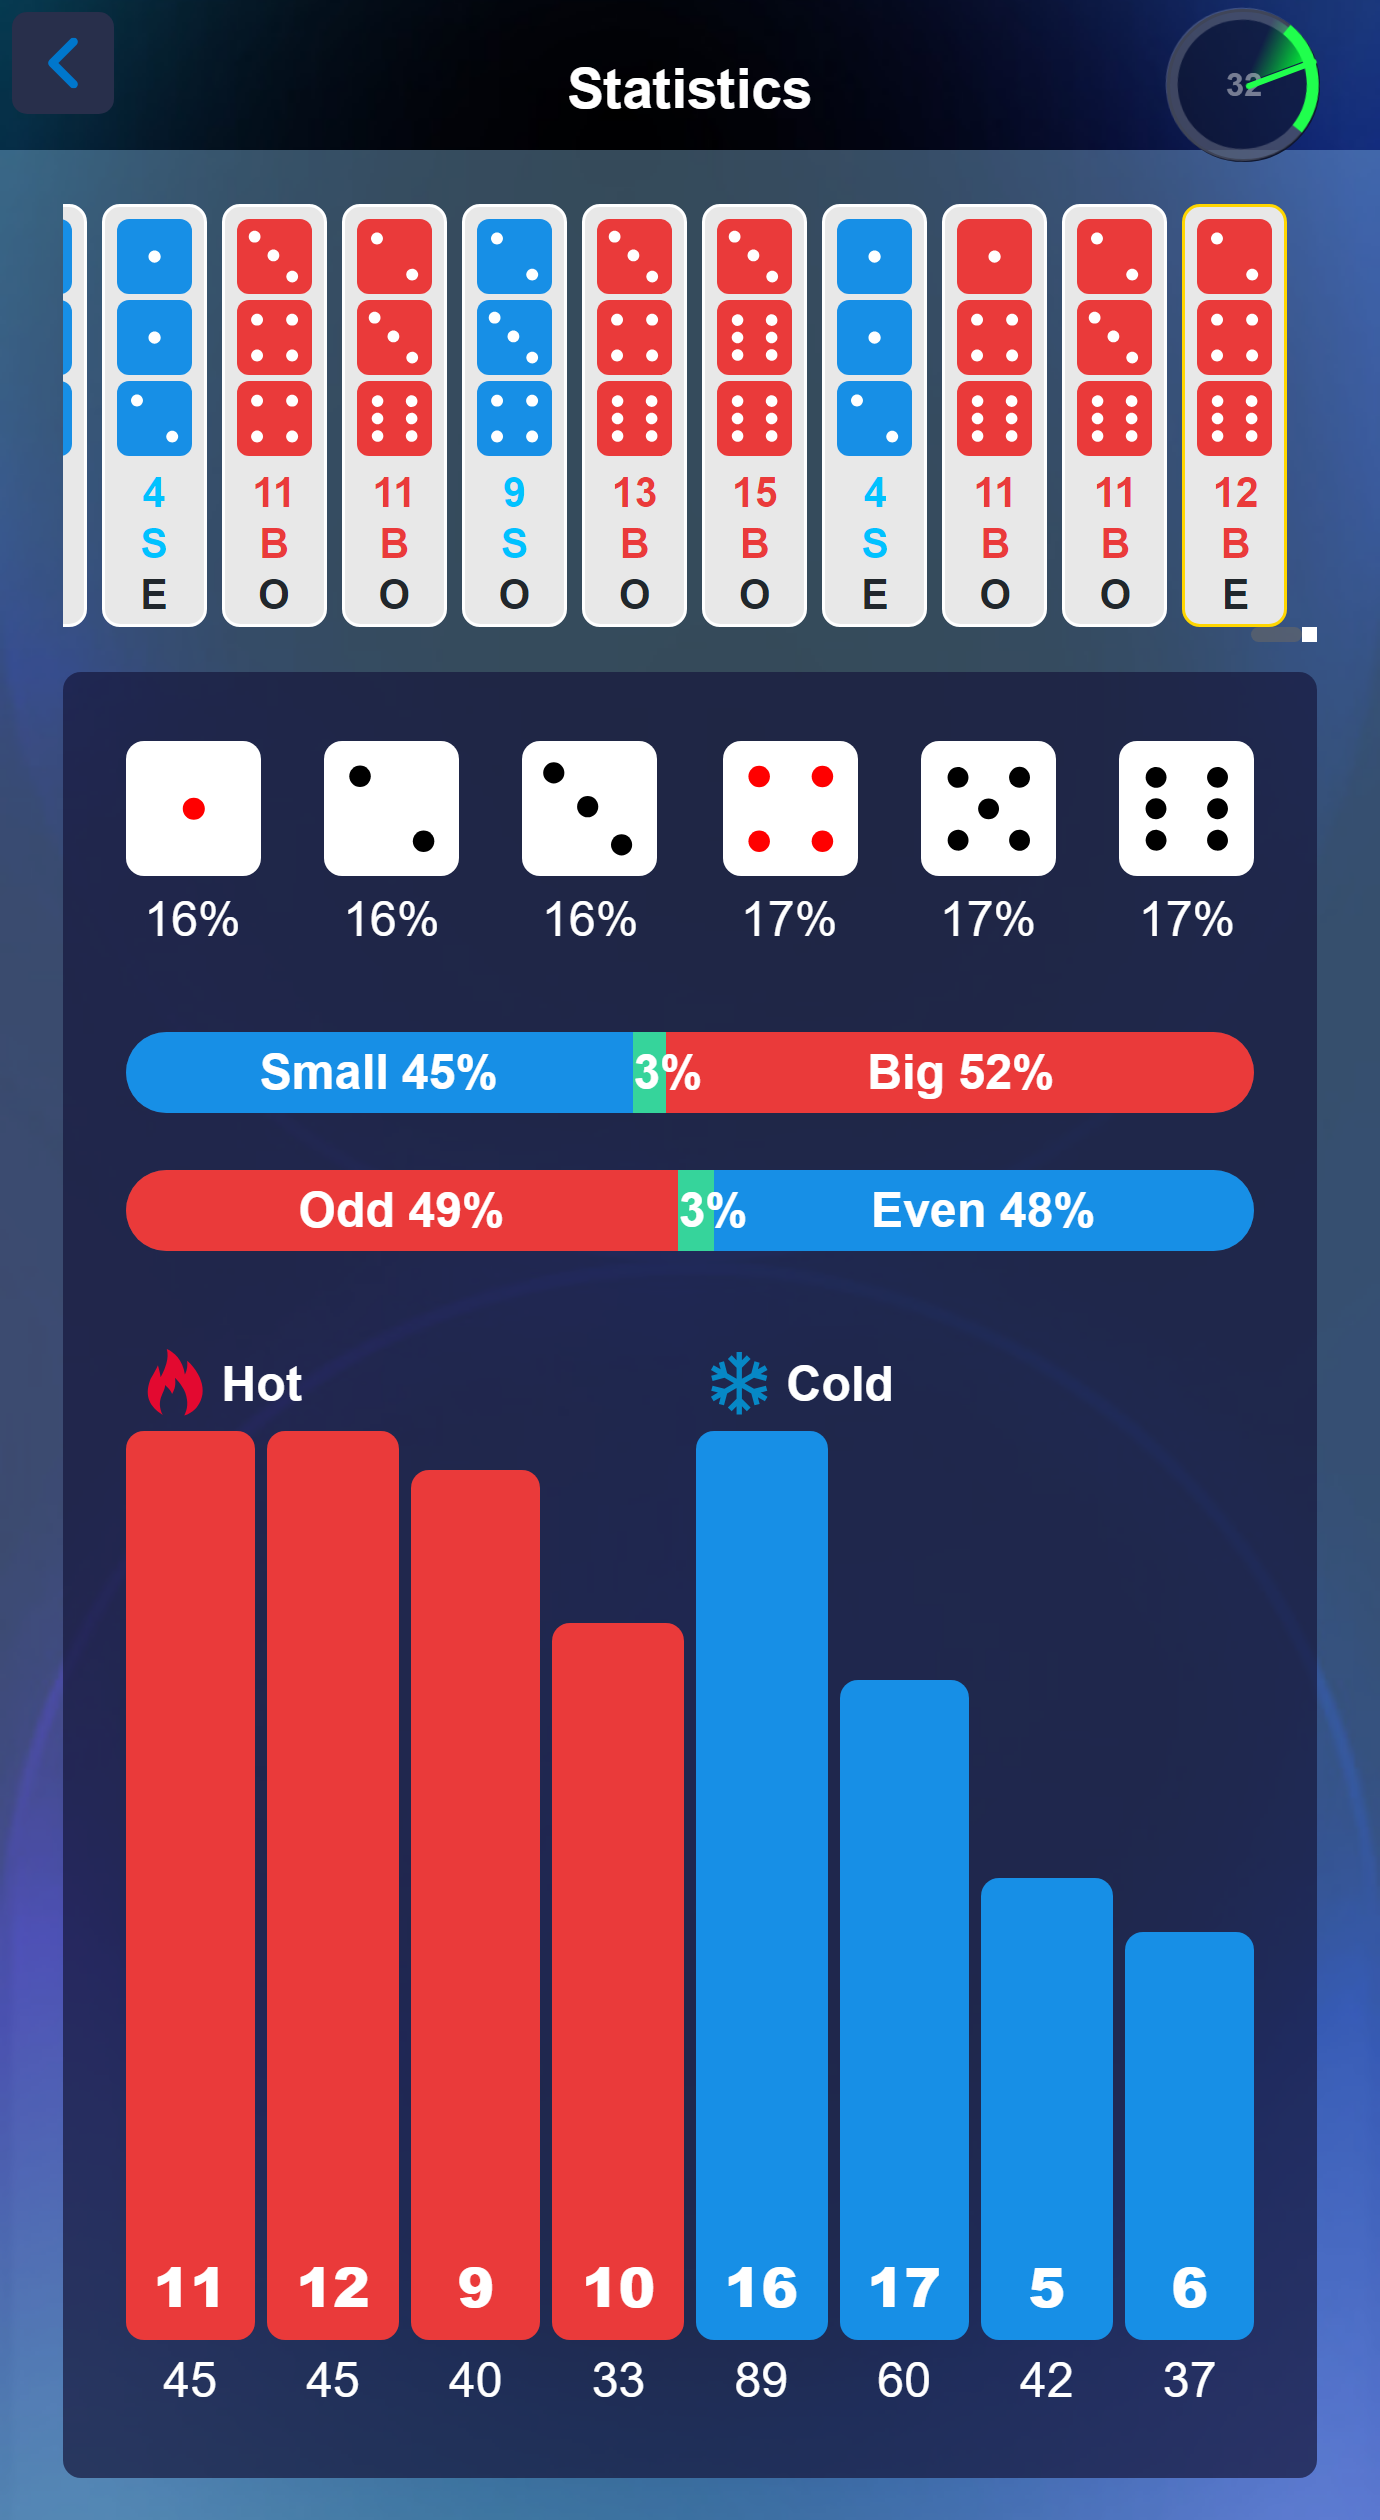 Statistics
32
4 11 11 9 13 15 4 11 11 12
S B B S B B S B B B
E O O O O O E O O E
16% 16% 16% 17% 17% 17%
Small 45% 3% Big 52%
Odd 49% 3% Even 48%
Hot Cold
11 12 9 10 16 17 5 6
45 45 40 33 89 60 42 37